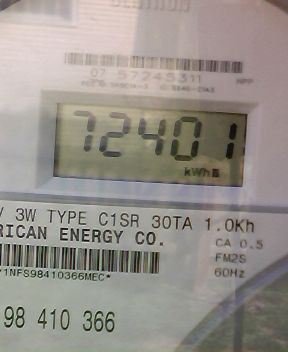 07 57245311
72401
kWh
3W TYPE C1SR 30TA 1.0Kh
RICAN ENERGY CO.
CA 0.5
FM2S
60Hz
*1NFS98410366MEC*
98 410 366